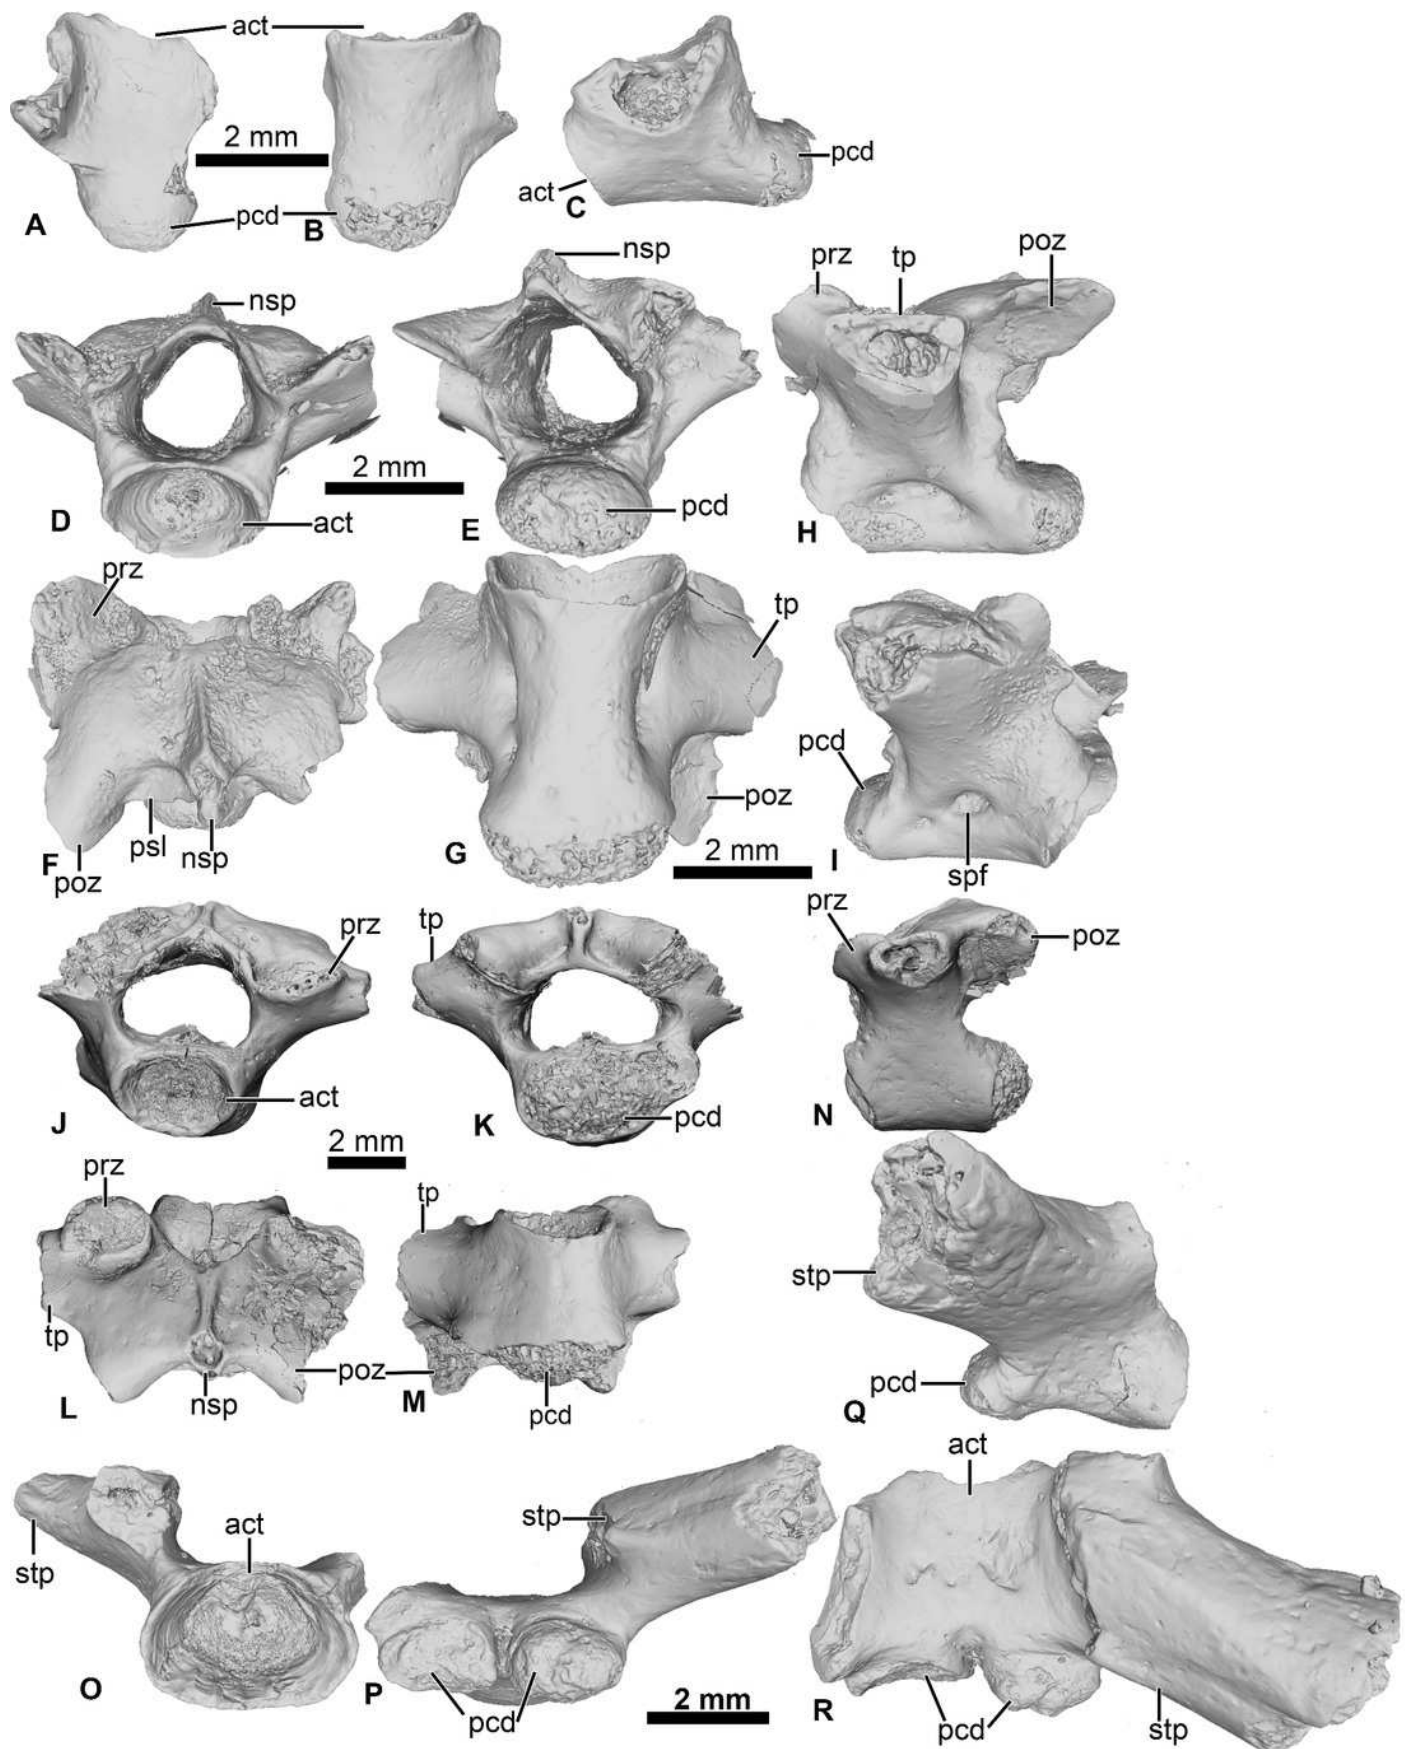 act
2 mm
pcd
A
B
act
pcd
C
nsp
act
D
nsp
pcd
E
2 mm
prz
tp
poz
H
prz
psl
nsp
poz
F
tp
poz
G
2 mm
pcd
spf
I
prz
act
J
tp
pcd
K
2 mm
prz
poz
N
prz
tp
nsp
L
poz
tp
pcd
M
stp
pcd
Q
stp
act
O
stp
pcd
P
2 mm
act
pcd
stp
R